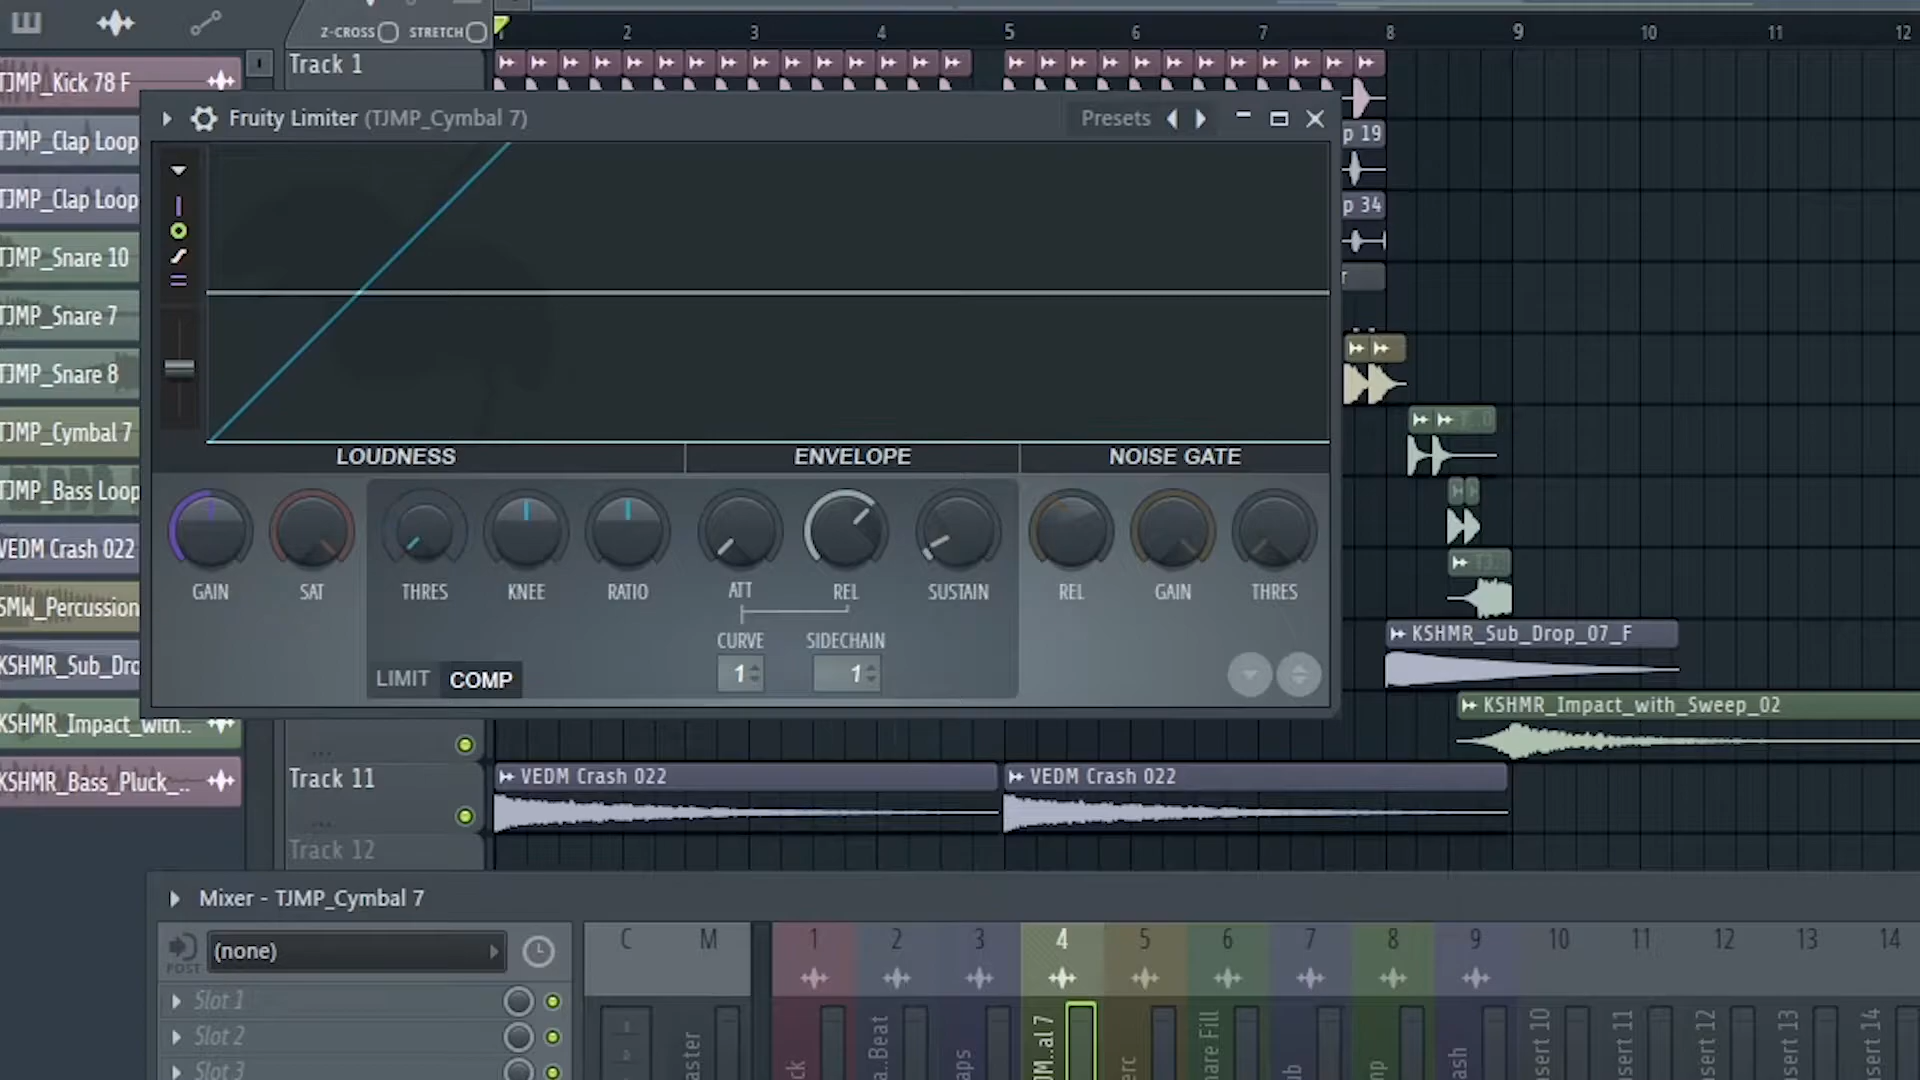 Z-CROSS STRETCH
2 3 4 5 6 7 8 9 10 11 12
TJMP_Kick 78 F
TJMP_Clap Loop
TJMP_Clap Loop
TJMP_Snare 10
TJMP_Snare 7
TJMP_Snare 8
TJMP_Cymbal 7
TJMP_Bass Loop
VEDM Crash 022
SMW_Percussion
KSHMR_Sub_Dro
KSHMR_Impact_with..
KSHMR_Bass_Pluck_..
Track 1
Fruity Limiter (TJMP_Cymbal 7)
Presets
p 19
p 34
LOUDNESS ENVELOPE NOISE GATE
GAIN SAT THRES KNEE RATIO ATT REL SUSTAIN REL GAIN THRES
CURVE SIDECHAIN
1 1
LIMIT COMP
KSHMR_Sub_Drop_07_F
KSHMR_Impact_with_Sweep_02
Track 11
VEDM Crash 022
VEDM Crash 022
Track 12
Mixer - TJMP_Cymbal 7
POST
(none)
Slot 1
Slot 2
Slot 3
C M 1 2 3 4 5 6 7 8 9 10 11 12 13 14